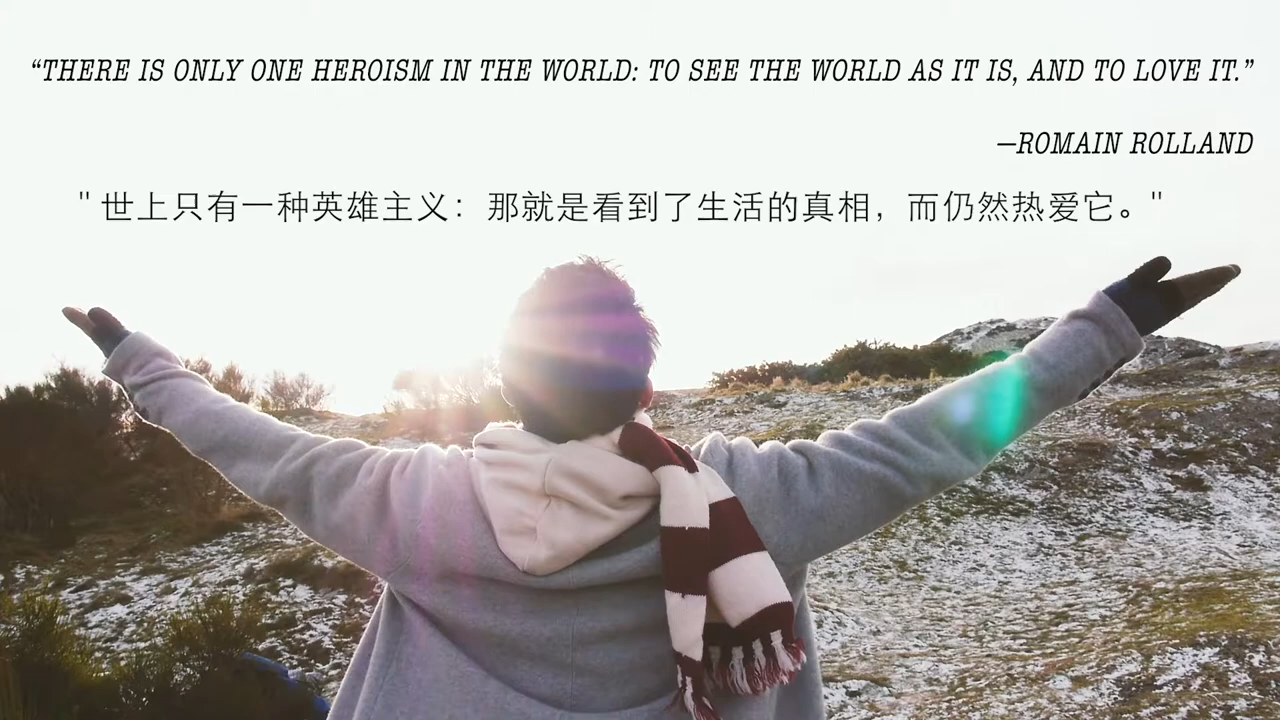 “THERE IS ONLY ONE HEROISM IN THE WORLD: TO SEE THE WORLD AS IT IS, AND TO LOVE IT.”
—ROMAIN ROLLAND
"世上只有一种英雄主义：那就是看到了生活的真相，而仍然热爱它。"